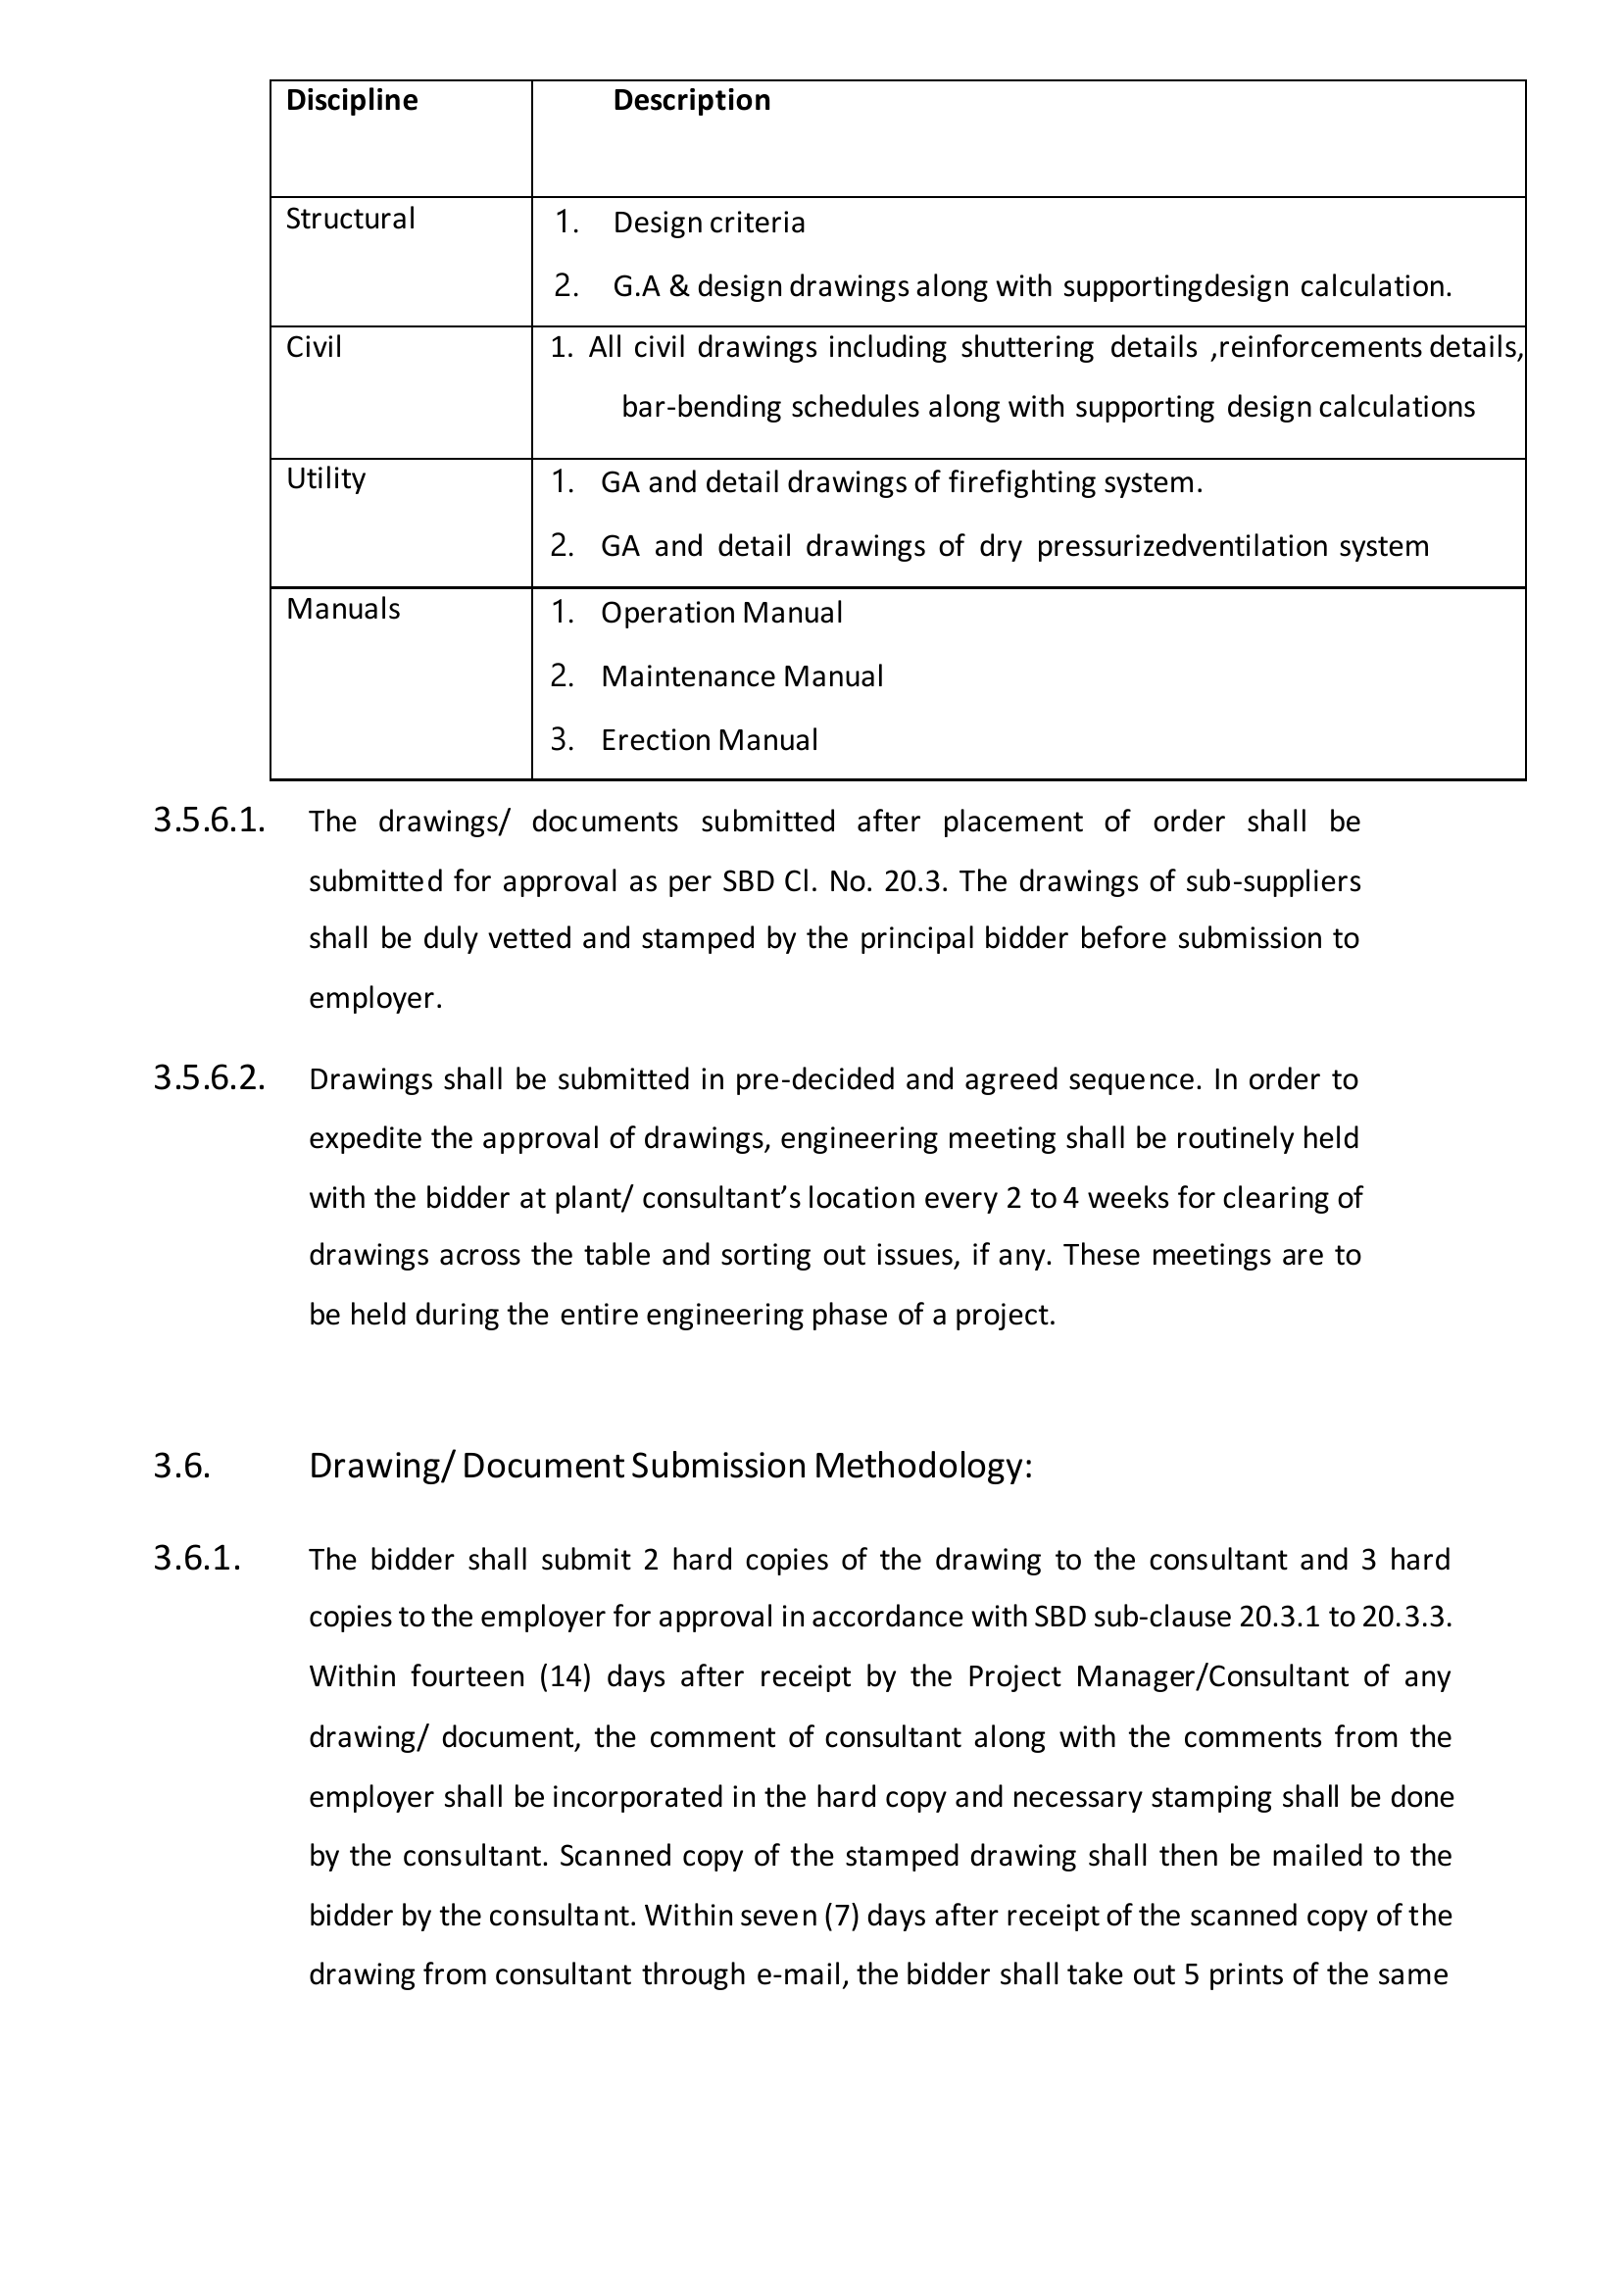 Discipline Description
Structural 1. Design criteria
2. G.A & design drawings along with supportingdesign calculation.
Civil 1. All civil drawings including shuttering details ,reinforcements details,
bar-bending schedules along with supporting design calculations
Utility 1. GA and detail drawings of firefighting system.
2. GA and detail drawings of dry pressurizedventilation system
Manuals 1. Operation Manual
2. Maintenance Manual
3. Erection Manual
3.5.6.1. The drawings/ documents submitted after placement of order shall be
submitted for approval as per SBD Cl. No. 20.3. The drawings of sub-suppliers
shall be duly vetted and stamped by the principal bidder before submission to
employer.
3.5.6.2. Drawings shall be submitted in pre-decided and agreed sequence. In order to
expedite the approval of drawings, engineering meeting shall be routinely held
with the bidder at plant/ consultant’s location every 2 to 4 weeks for clearing of
drawings across the table and sorting out issues, if any. These meetings are to
be held during the entire engineering phase of a project.
3.6. Drawing/ Document Submission Methodology:
3.6.1. The bidder shall submit 2 hard copies of the drawing to the consultant and 3 hard
copies to the employer for approval in accordance with SBD sub-clause 20.3.1 to 20.3.3.
Within fourteen (14) days after receipt by the Project Manager/Consultant of any
drawing/ document, the comment of consultant along with the comments from the
employer shall be incorporated in the hard copy and necessary stamping shall be done
by the consultant. Scanned copy of the stamped drawing shall then be mailed to the
bidder by the consultant. Within seven (7) days after receipt of the scanned copy of the
drawing from consultant through e-mail, the bidder shall take out 5 prints of the same